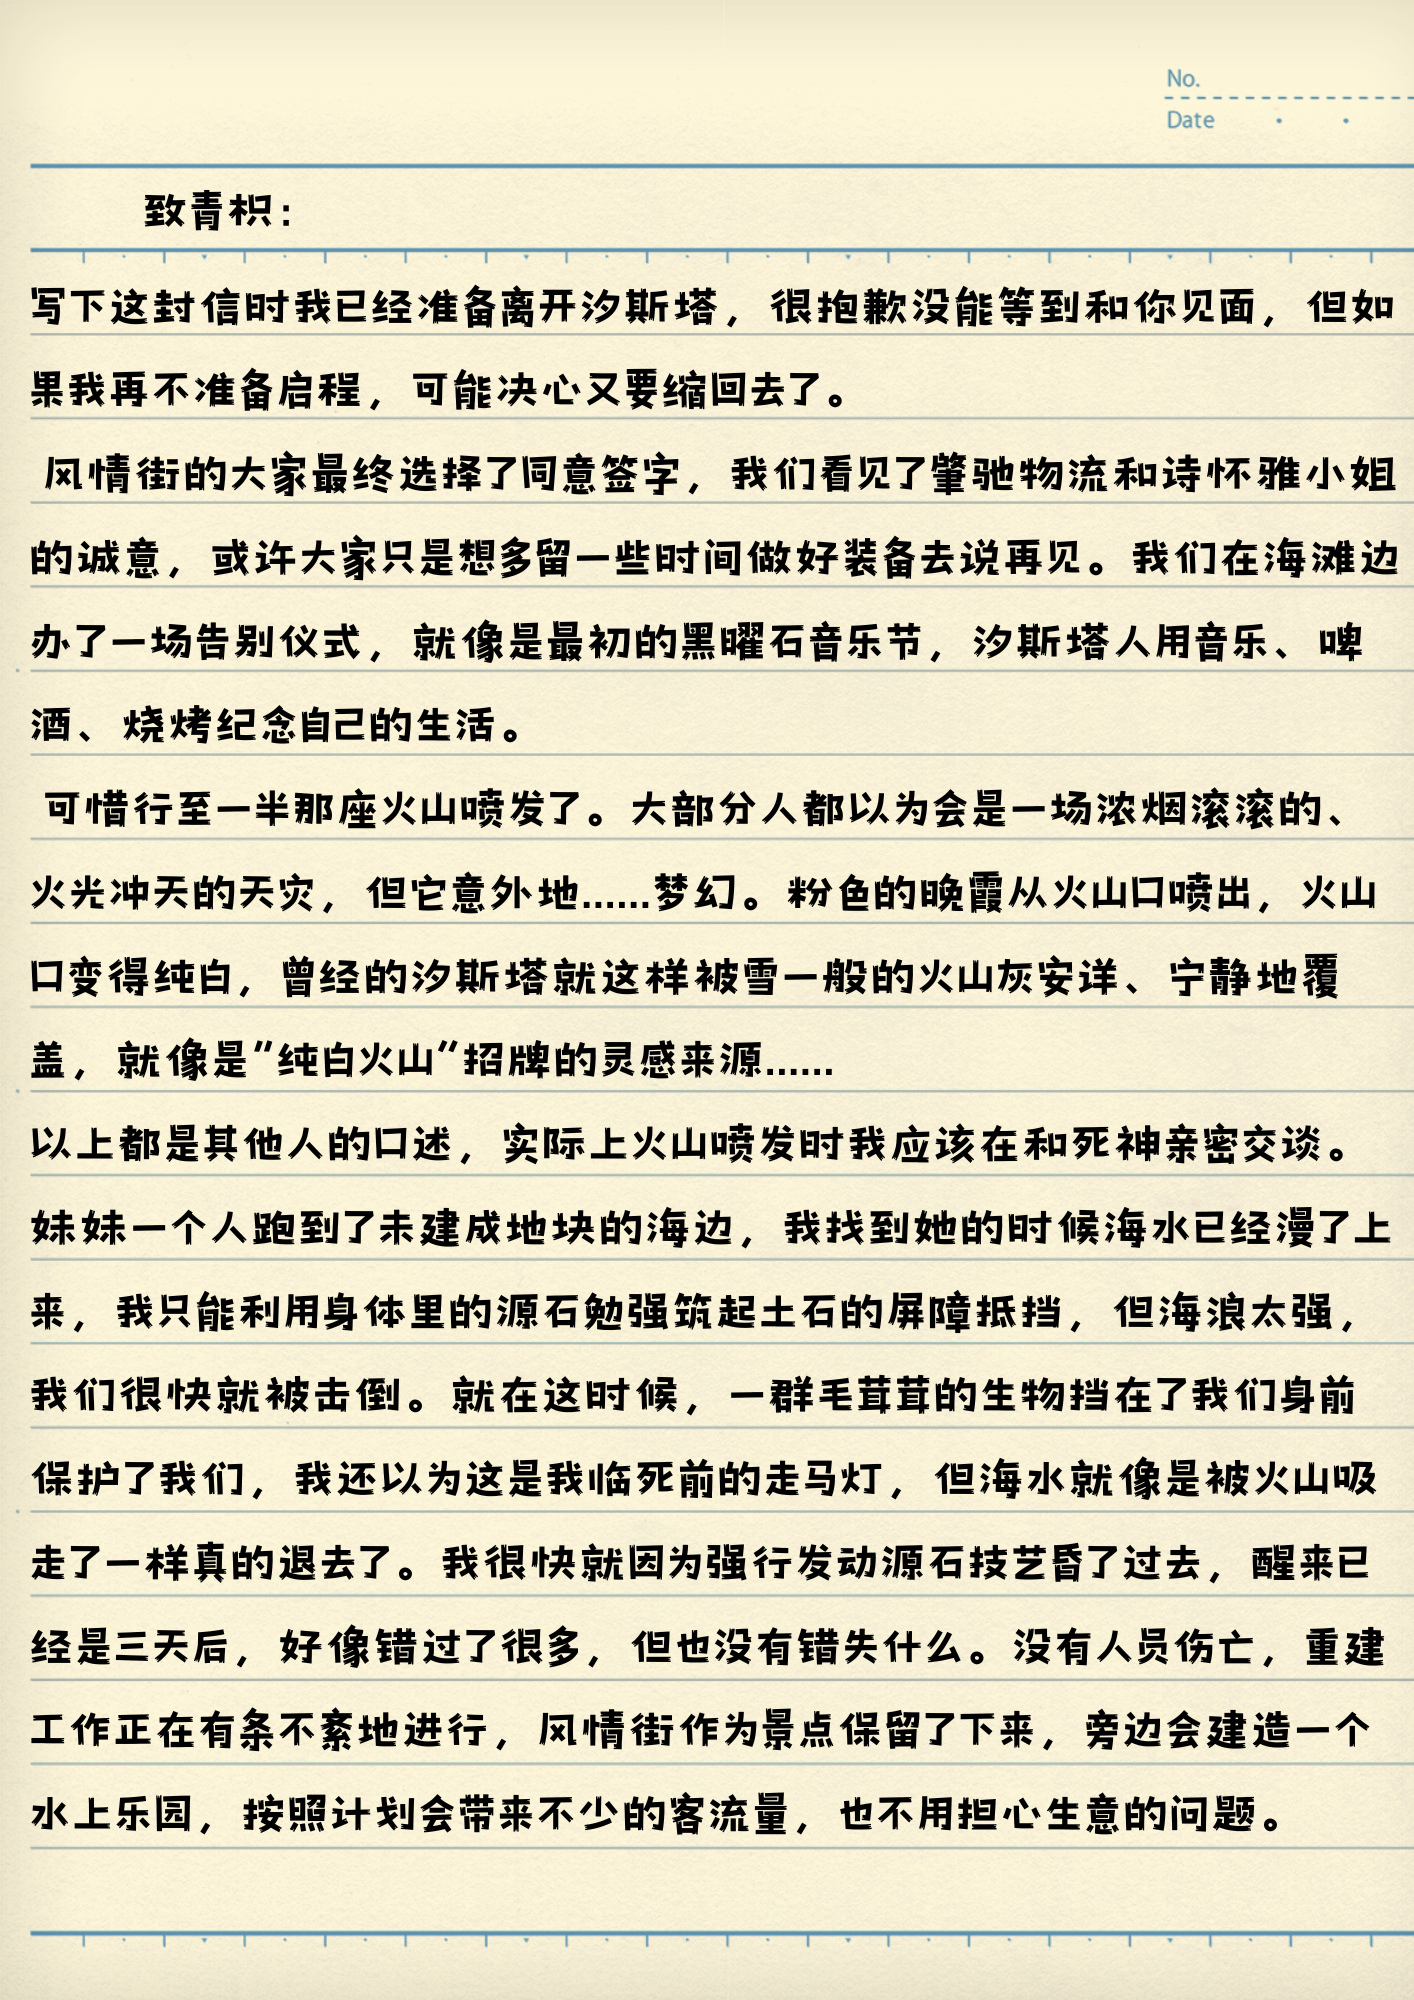 No.
Date
致青枳：
写下这封信时我已经准备离开汐斯塔，很抱歉没能等到和你见面，但如
果我再不准备启程，可能决心又要缩回去了。
风情街的大家最终选择了同意签字，我们看见了肇驰物流和诗怀雅小姐
的诚意，或许大家只是想多留一些时间做好装备去说再见。我们在海滩边
办了一场告别仪式，就像是最初的黑曜石音乐节，汐斯塔人用音乐、啤
酒、烧烤纪念自己的生活。
可惜行至一半那座火山喷发了。大部分人都以为会是一场浓烟滚滚的、
火光冲天的天灾，但它意外地……梦幻。粉色的晚霞从火山口喷出，火山
口变得纯白，曾经的汐斯塔就这样被雪一般的火山灰安详、宁静地覆
盖，就像是"纯白火山"招牌的灵感来源……
以上都是其他人的口述，实际上火山喷发时我应该在和死神亲密交谈。
妹妹一个人跑到了未建成地块的海边，我找到她的时候海水已经漫了上
来，我只能利用身体里的源石勉强筑起土石的屏障抵挡，但海浪太强，
我们很快就被击倒。就在这时候，一群毛茸茸的生物挡在了我们身前
保护了我们，我还以为这是我临死前的走马灯，但海水就像是被火山吸
走了一样真的退去了。我很快就因为强行发动源石技艺昏了过去，醒来已
经是三天后，好像错过了很多，但也没有错失什么。没有人员伤亡，重建
工作正在有条不紊地进行，风情街作为景点保留了下来，旁边会建造一个
水上乐园，按照计划会带来不少的客流量，也不用担心生意的问题。